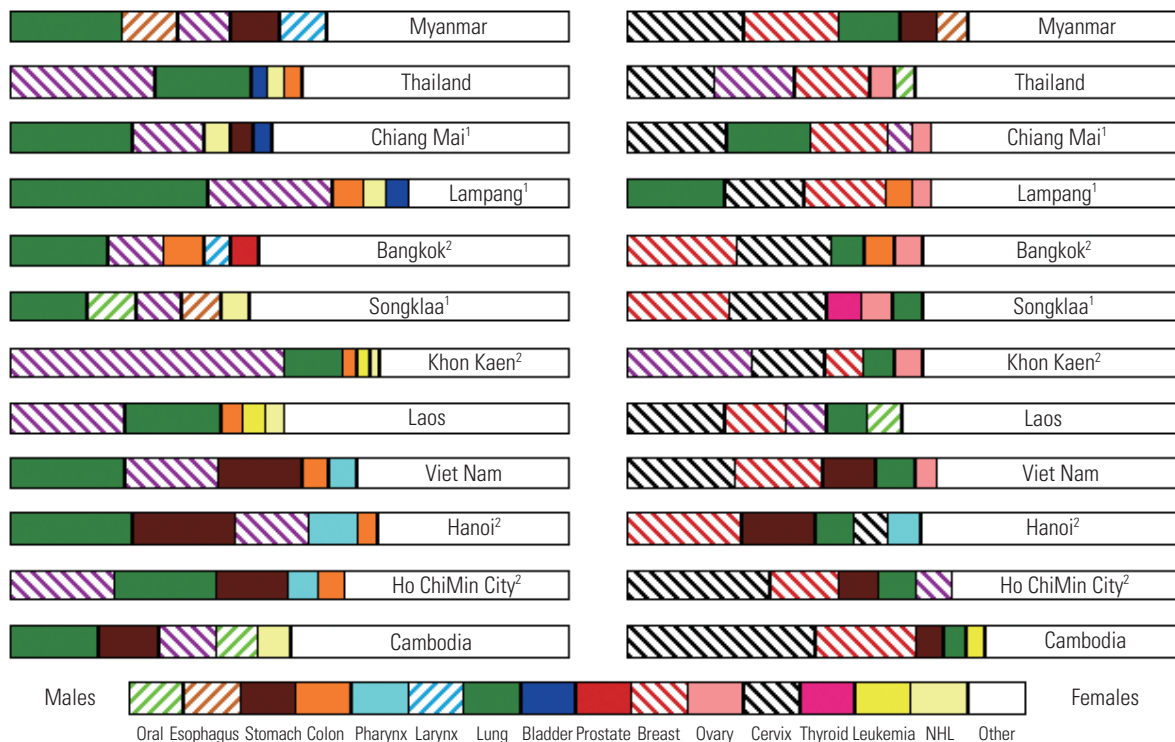 Myanmar Myanmar
Thailand Thailand
Chiang Mai¹ Chiang Mai¹
Lampang¹ Lampang¹
Bangkok² Bangkok²
Songklaa¹ Songklaa¹
Khon Kaen² Khon Kaen²
Laos Laos
Viet Nam Viet Nam
Hanoi² Hanoi²
Ho ChiMin City² Ho ChiMin City²
Cambodia Cambodia
Males Females
Oral Esophagus Stomach Colon Pharynx Larynx Lung Bladder Prostate Breast Ovary Cervix Thyroid Leukemia NHL Other